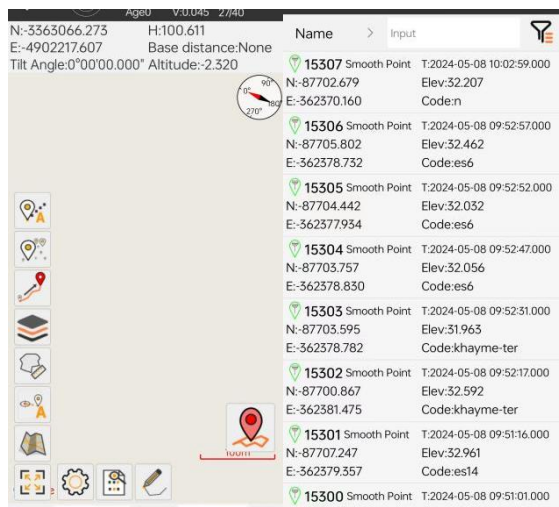 Age0 V:0.045 27/40
N:-3363066.273 H:100.611
E:-4902217.607 Base distance:None
Tilt Angle:0°00'00.000" Altitude:-2.320
0° 90°
180°
270°
A
A
100m
Name > Input
15307 Smooth Point T:2024-05-08 10:02:59.000
N:-87702.679 Elev:32.207
E:-362370.160 Code:n
15306 Smooth Point T:2024-05-08 09:52:57.000
N:-87705.802 Elev:32.462
E:-362378.732 Code:es6
15305 Smooth Point T:2024-05-08 09:52:52.000
N:-87704.442 Elev:32.032
E:-362377.934 Code:es6
15304 Smooth Point T:2024-05-08 09:52:47.000
N:-87703.757 Elev:32.056
E:-362378.830 Code:es6
15303 Smooth Point T:2024-05-08 09:52:31.000
N:-87703.595 Elev:31.963
E:-362378.782 Code:khayme-ter
15302 Smooth Point T:2024-05-08 09:52:17.000
N:-87700.867 Elev:32.592
E:-362381.475 Code:khayme-ter
15301 Smooth Point T:2024-05-08 09:51:16.000
N:-87707.247 Elev:32.961
E:-362379.357 Code:es14
15300 Smooth Point T:2024-05-08 09:51:01.000